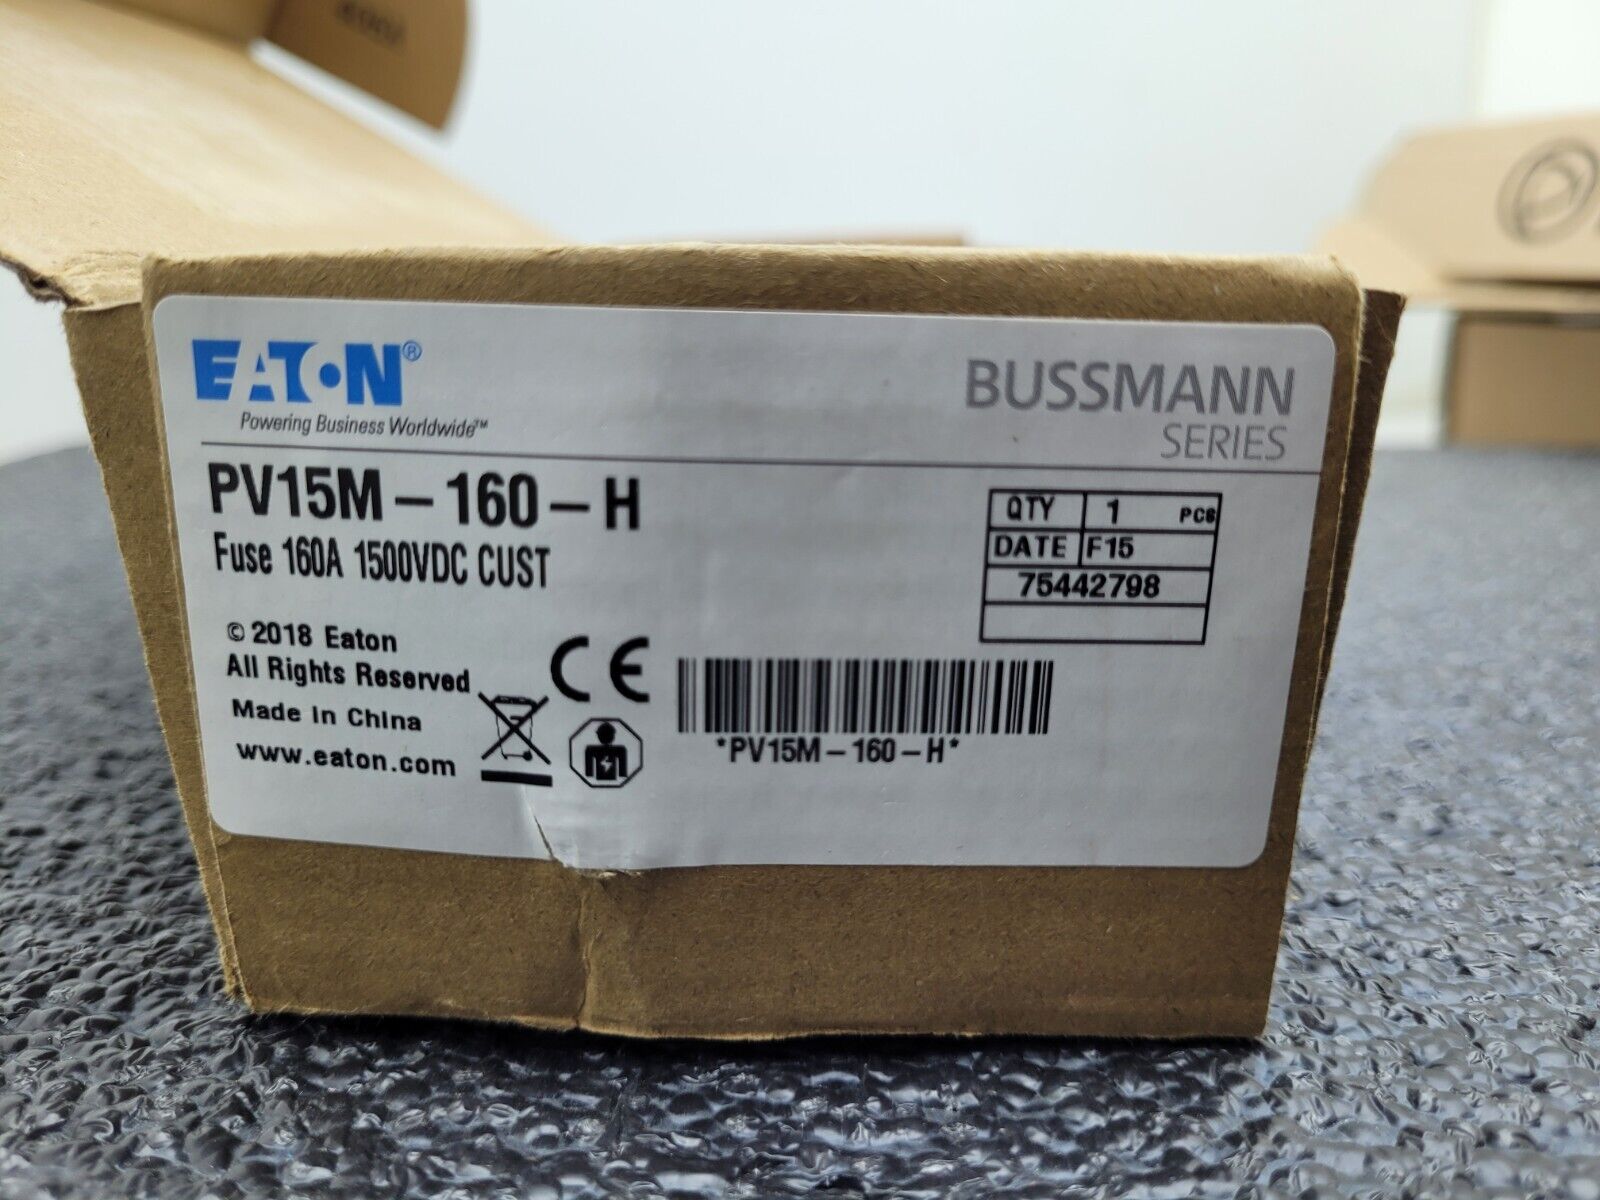 EATON®
Powering Business Worldwide™
BUSSMANN
SERIES
PV15M-160-H
Fuse 160A 1500VDC CUST
QTY 1 PCS
DATE F15
75442798
© 2018 Eaton
All Rights Reserved
Made in China
www.eaton.com
CE
*PV15M-160-H*